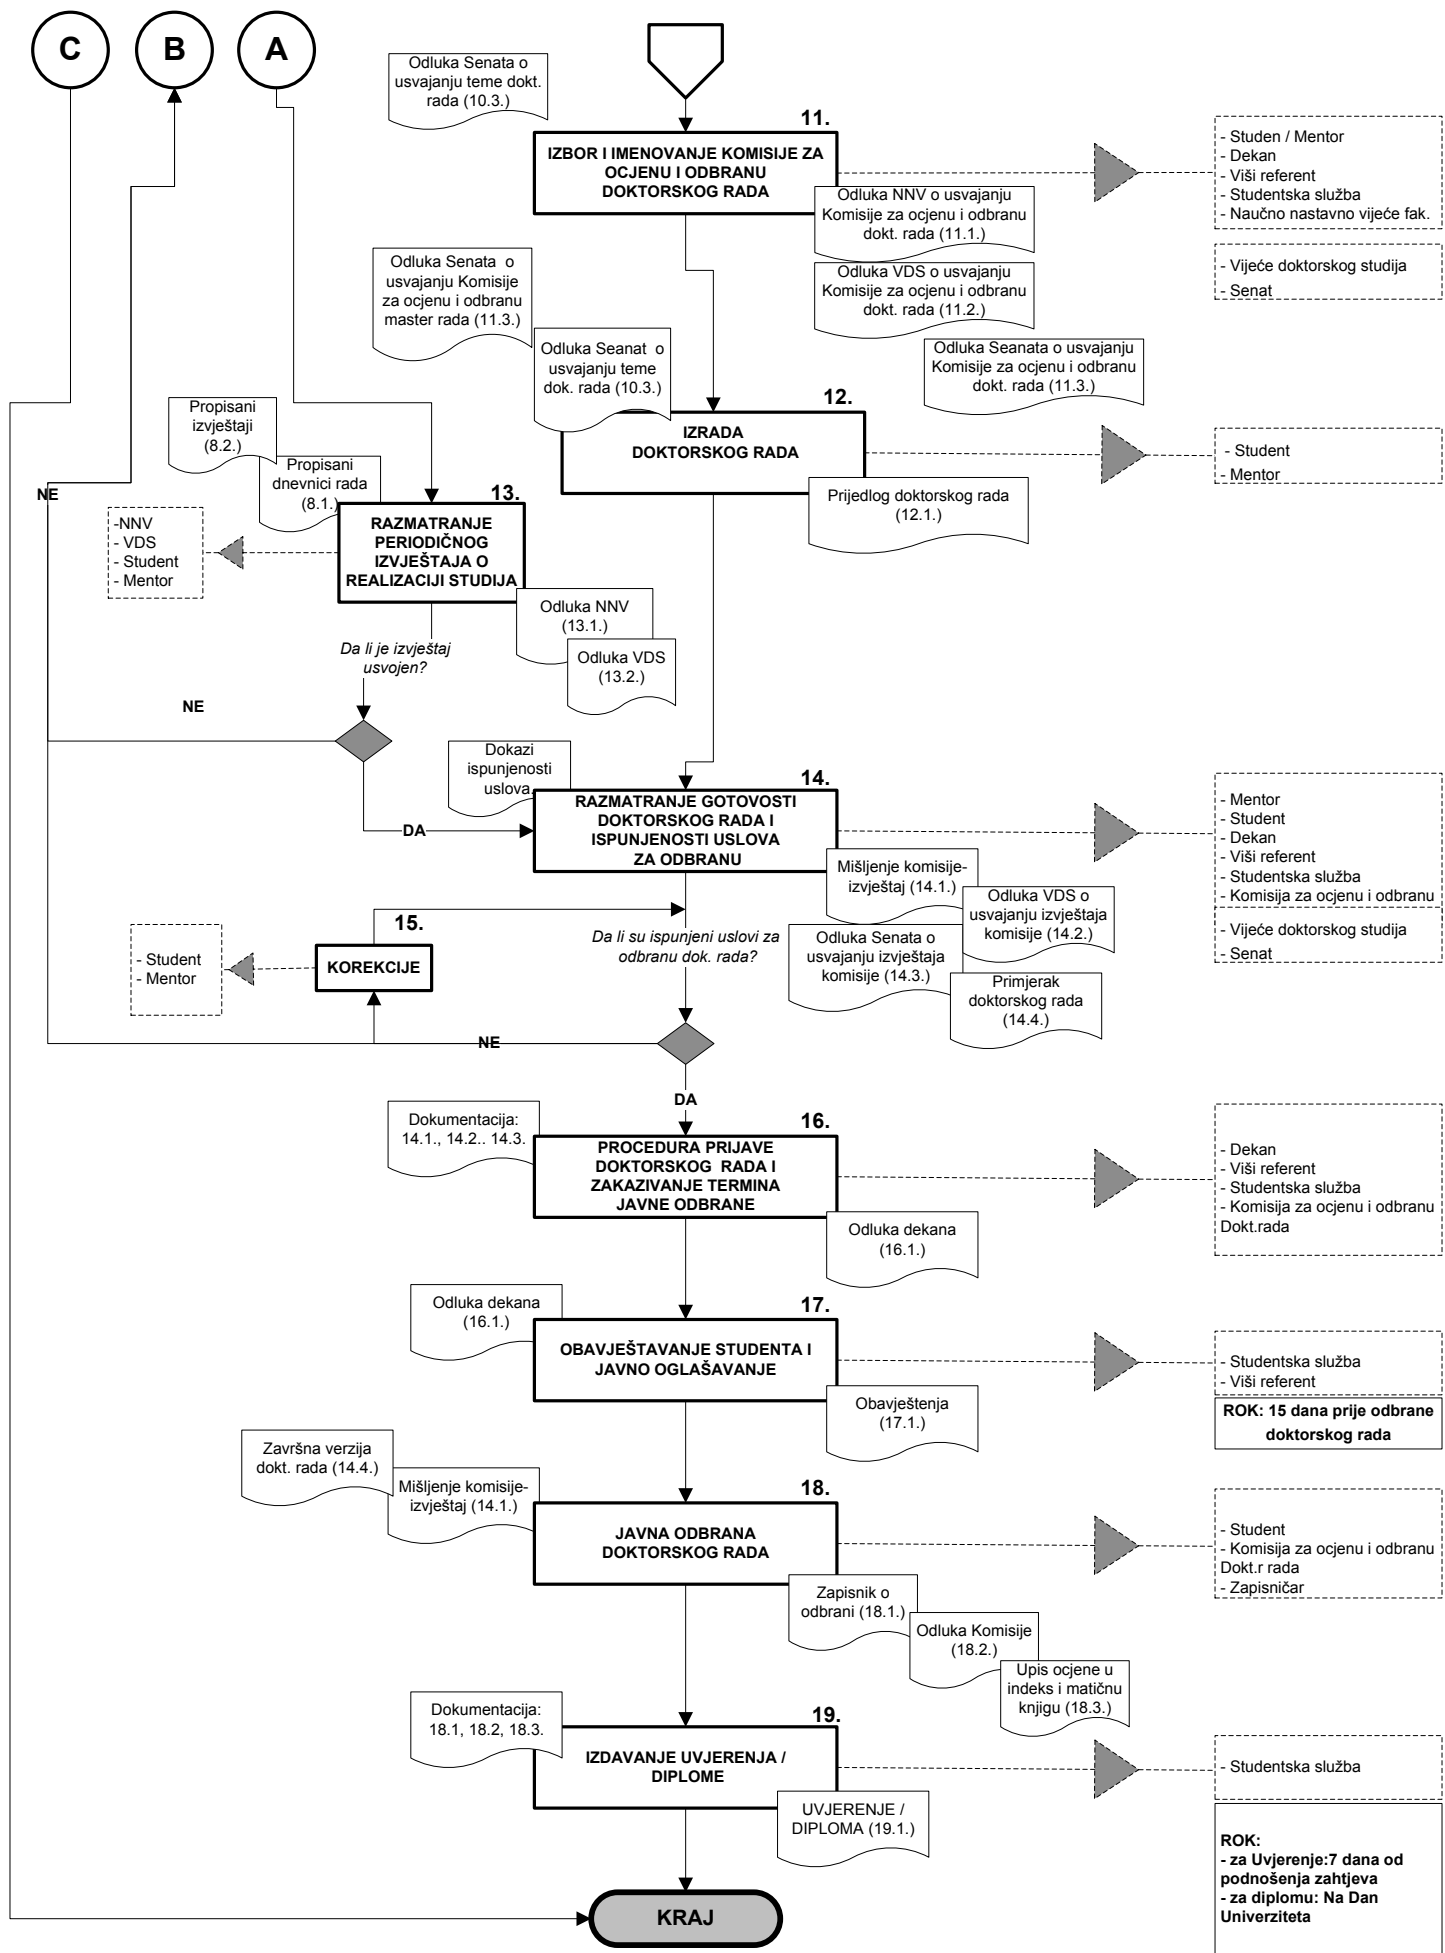 C
B
A
Odluka Senata o
usvajanju teme dokt.
rada (10.3.)
11.
IZBOR I IMENOVANJE KOMISIJE ZA
OCJENU I ODBRANU
DOKTORSKOG RADA
- Studen / Mentor
- Dekan
- Viši referent
- Studentska služba
- Naučno nastavno vijeće fak.
- Vijeće doktorskog studija
- Senat
Odluka NNV o usvajanju
Komisije za ocjenu i odbranu
dokt. rada (11.1.)
Odluka VDS o usvajanju
Komisije za ocjenu i odbranu
dokt. rada (11.2.)
Odluka Seanata o usvajanju
Komisije za ocjenu i odbranu
dokt. rada (11.3.)
Odluka Senata o
usvajanju Komisije
za ocjenu i odbranu
master rada (11.3.)
Odluka Seanat o
usvajanju teme
dok. rada (10.3.)
12.
IZRADA
DOKTORSKOG RADA
- Student
- Mentor
Prijedlog doktorskog rada
(12.1.)
Propisani
izvještaji
(8.2.)
Propisani
dnevnici rada
(8.1.)
NE
13.
RAZMATRANJE
PERIODIČNOG
IZVJEŠTAJA O
REALIZACIJI STUDIJA
-NNV
- VDS
- Student
- Mentor
Odluka NNV
(13.1.)
Odluka VDS
(13.2.)
Da li je izvještaj
usvojen?
NE
DA
Dokazi
ispunjenosti
uslova.
14.
RAZMATRANJE GOTOVOSTI
DOKTORSKOG RADA I
ISPUNJENOSTI USLOVA
ZA ODBRANU
- Mentor
- Student
- Dekan
- Viši referent
- Studentska služba
- Komisija za ocjenu i odbranu
- Vijeće doktorskog studija
- Senat
Mišljenje komisije-
izvještaj (14.1.)
Odluka VDS o
usvajanju izvještaja
komisije (14.2.)
Odluka Senata o
usvajanju izvještaja
komisije (14.3.)
Primjerak
doktorskog rada
(14.4.)
15.
KOREKCIJE
- Student
- Mentor
Da li su ispunjeni uslovi za
odbranu dok. rada?
NE
DA
Dokumentacija:
14.1., 14.2.. 14.3.
16.
PROCEDURA PRIJAVE
DOKTORSKOG RADA I
ZAKAZIVANJE TERMINA
JAVNE ODBRANE
- Dekan
- Viši referent
- Studentska služba
- Komisija za ocjenu i odbranu
Dokt.rada
Odluka dekana
(16.1.)
Odluka dekana
(16.1.)
17.
OBAVJEŠTAVANJE STUDENTA I
JAVNO OGLAŠAVANJE
- Studentska služba
- Viši referent
ROK: 15 dana prije odbrane
doktorskog rada
Obavještenja
(17.1.)
Završna verzija
dokt. rada (14.4.)
Mišljenje komisije-
izvještaj (14.1.)
18.
JAVNA ODBRANA
DOKTORSKOG RADA
- Student
- Komisija za ocjenu i odbranu
Dokt.r rada
- Zapisničar
Zapisnik o
odbrani (18.1.)
Odluka Komisije
(18.2.)
Upis ocjene u
indeks i matičnu
knjigu (18.3.)
Dokumentacija:
18.1, 18.2, 18.3.
19.
IZDAVANJE UVJERENJA /
DIPLOME
- Studentska služba
UVJERENJE /
DIPLOMA (19.1.)
ROK:
- za Uvjerenje:7 dana od
podnošenja zahtjeva
- za diplomu: Na Dan
Univerziteta
KRAJ